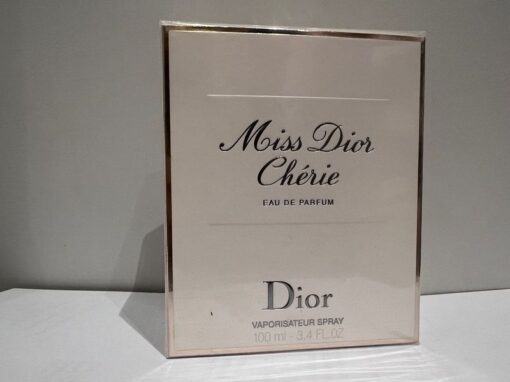 Miss Dior
Chérie
EAU DE PARFUM
Dior
VAPORISATEUR SPRAY
100 ml - 3.4 FL.OZ